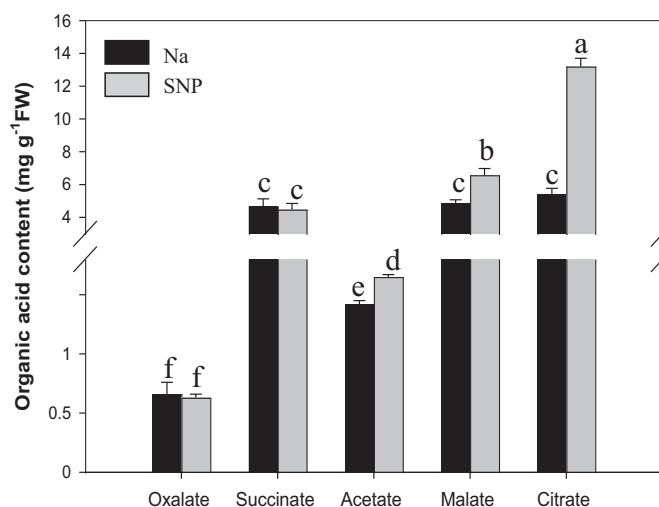 Organic acid content (mg g⁻¹FW)
16
14
12
10
8
6
4
1
0.5
0
Na
SNP
f
f
c
c
e
d
c
b
c
a
Oxalate Succinate Acetate Malate Citrate